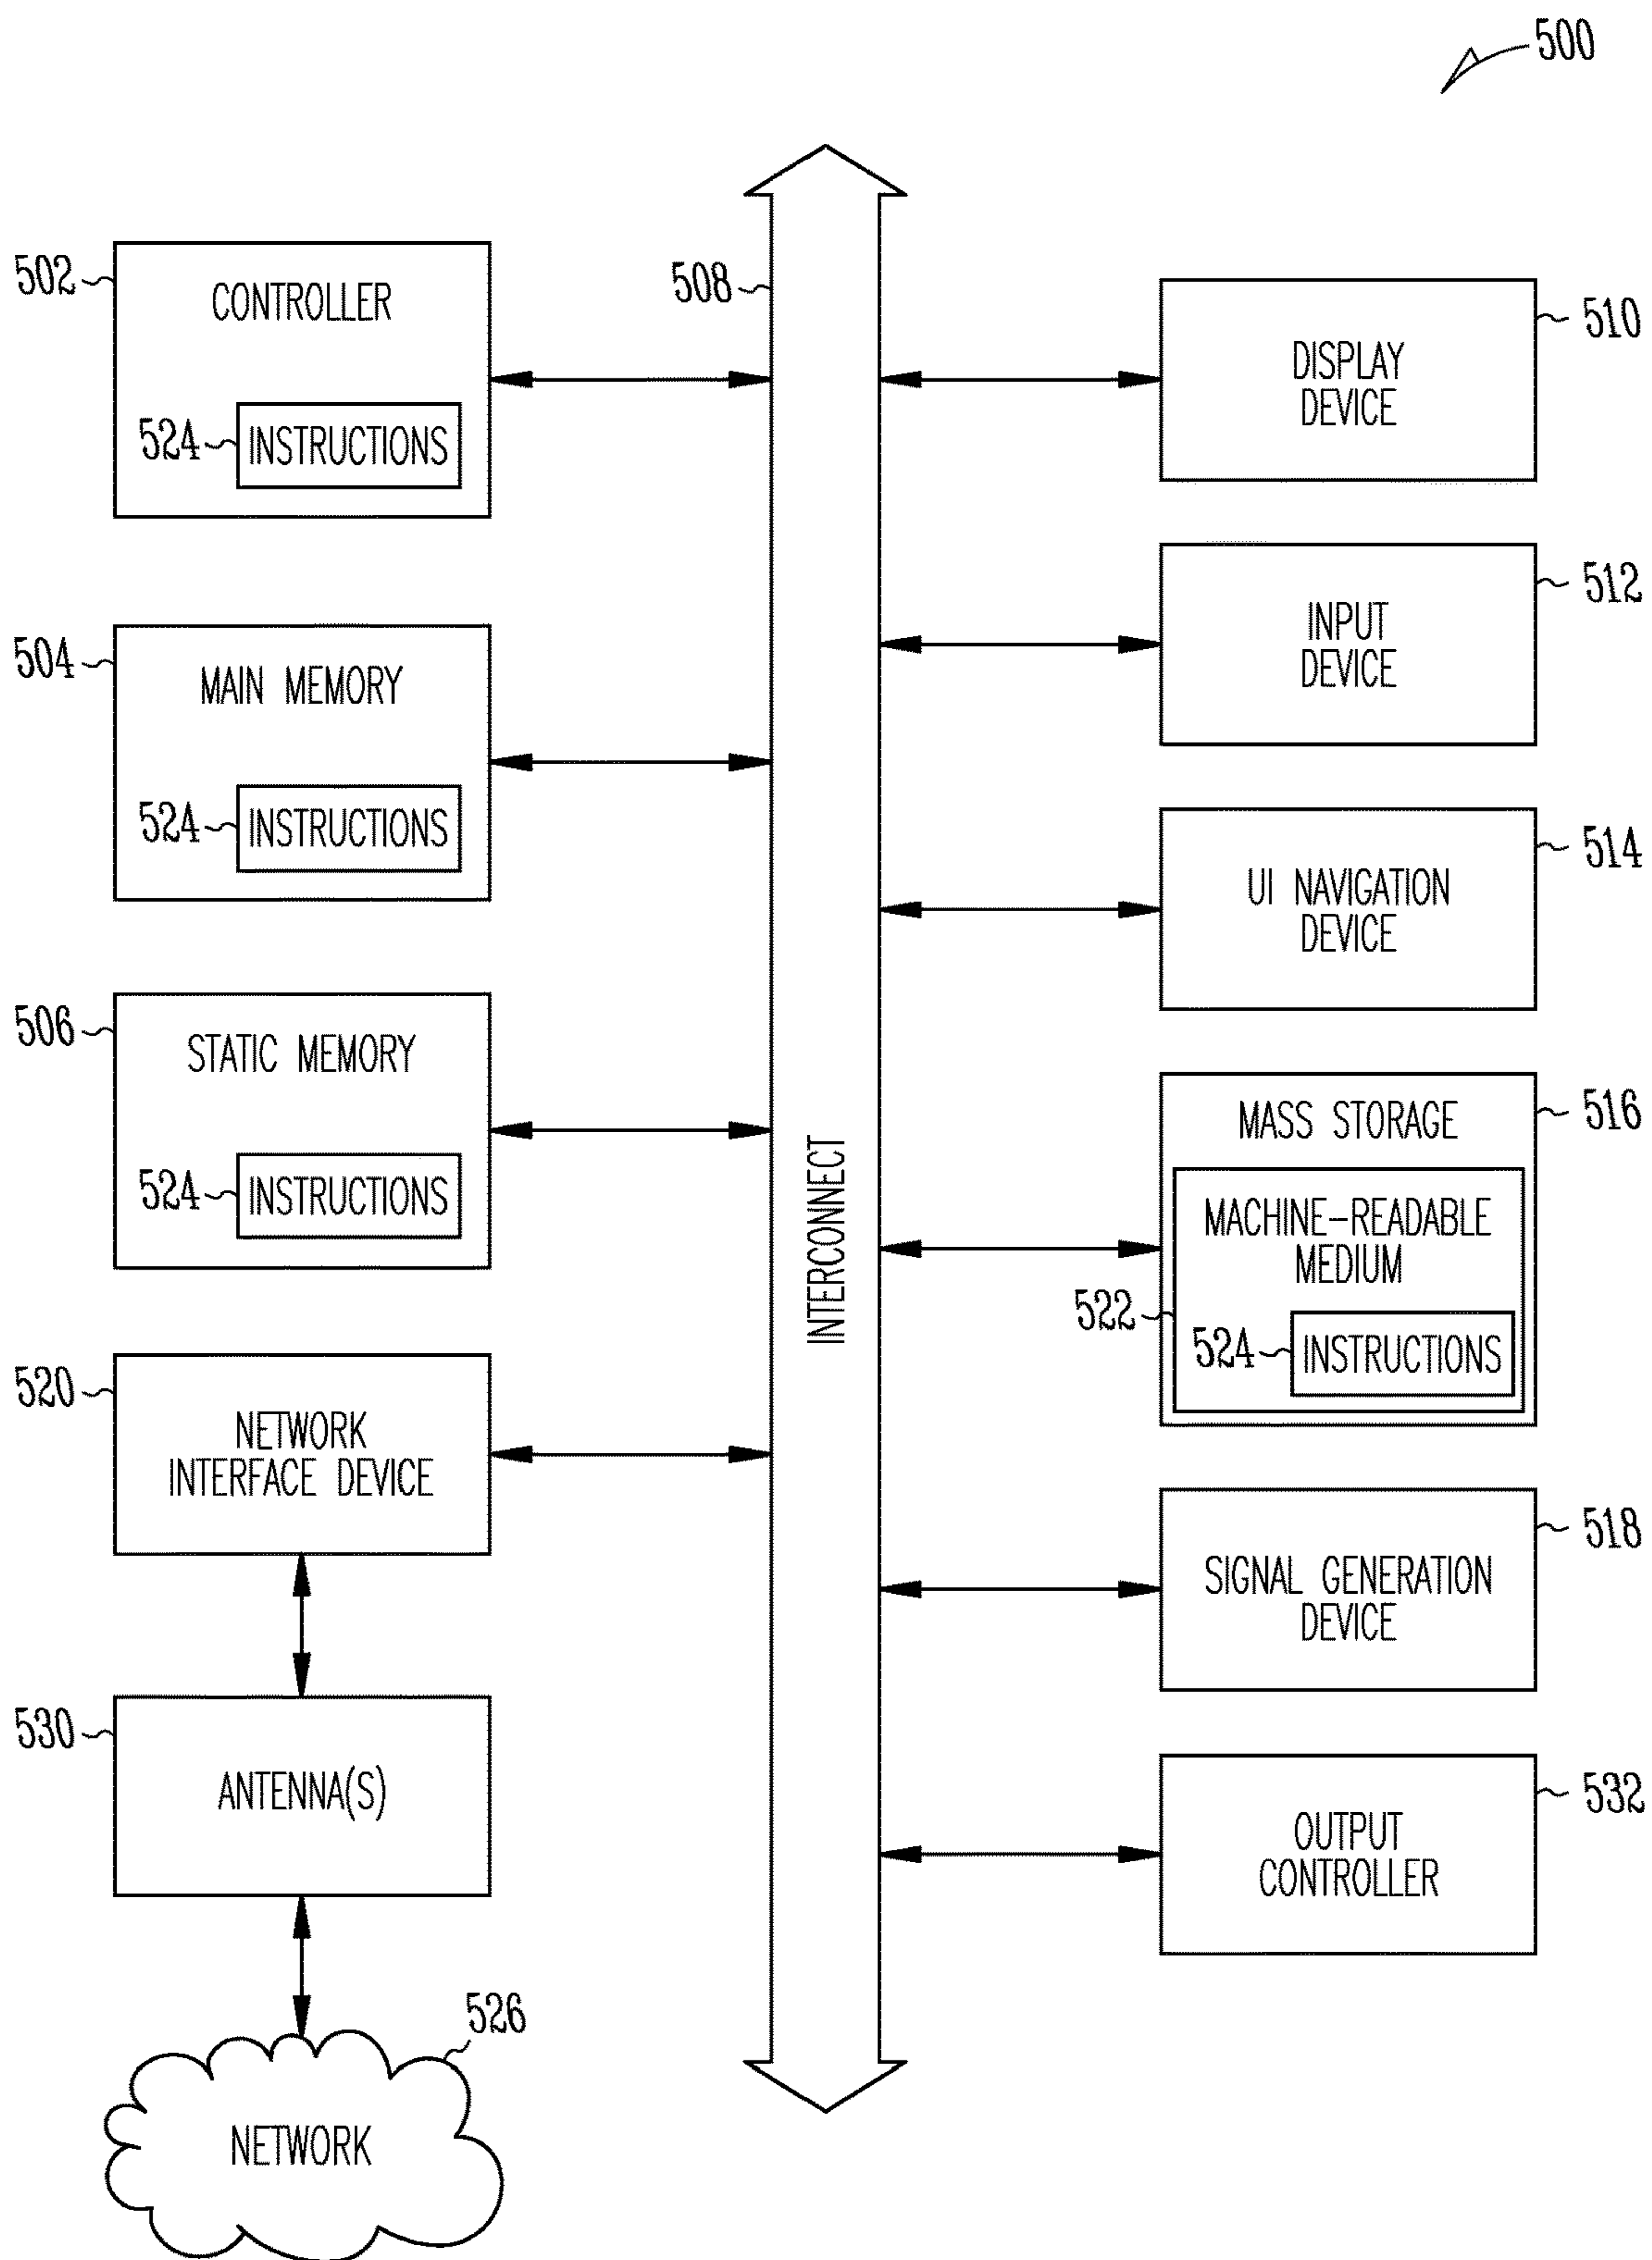 500
502
CONTROLLER
524
INSTRUCTIONS
504
MAIN MEMORY
524
INSTRUCTIONS
506
STATIC MEMORY
524
INSTRUCTIONS
520
NETWORK
INTERFACE DEVICE
530
ANTENNA(S)
526
NETWORK
508
INTERCONNECT
510
DISPLAY
DEVICE
512
INPUT
DEVICE
514
UI NAVIGATION
DEVICE
516
MASS STORAGE
MACHINE-READABLE
MEDIUM
522
524
INSTRUCTIONS
518
SIGNAL GENERATION
DEVICE
532
OUTPUT
CONTROLLER